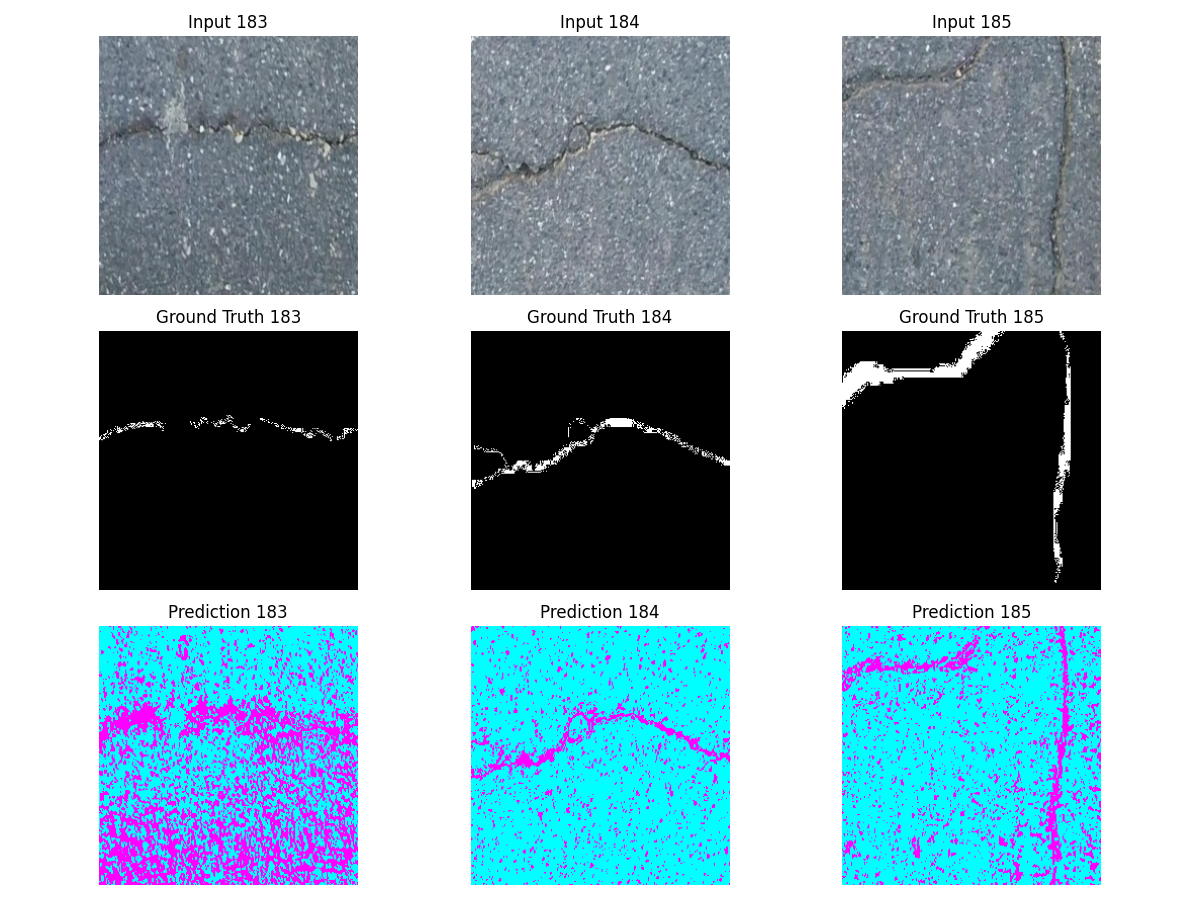 Input 183
Input 184
Input 185
Ground Truth 183
Ground Truth 184
Ground Truth 185
Prediction 183
Prediction 184
Prediction 185